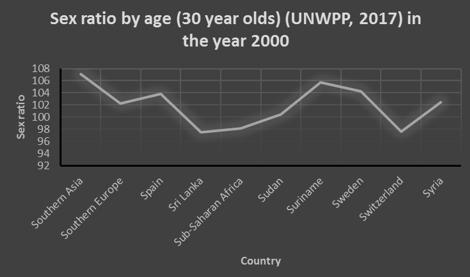 Sex ratio by age (30 year olds) (UNWPP, 2017) in
the year 2000
108
106
104
102
100
98
96
94
92
Sex ratio
Southern Asia
Southern Europe
Spain
Sri Lanka
Sub-Saharan Africa
Sudan
Suriname
Sweden
Switzerland
Syria
Country